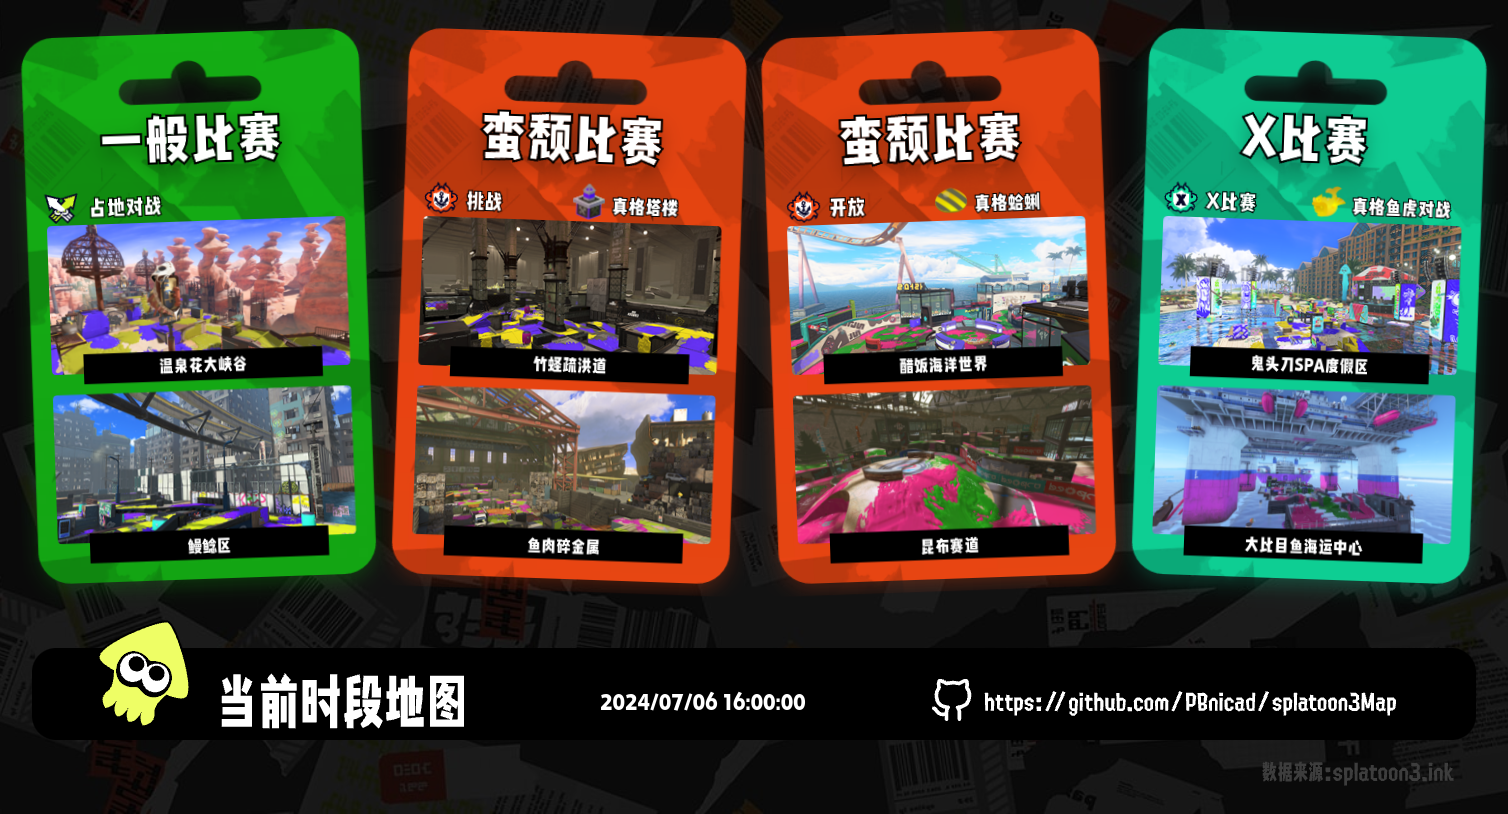 一般比赛
占地对战
温泉花大峡谷
鳗鲶区
蛮颓比赛
挑战
真格塔楼
竹蛏疏洪道
鱼肉碎金属
蛮颓比赛
开放
真格蛤蜊
醋饭海洋世界
昆布赛道
X比赛
X比赛
真格鱼虎对战
鬼头刀SPA度假区
大比目鱼海运中心
当前时段地图
2024/07/06 16:00:00
https://github.com/PBnicad/splatoon3Map
数据来源:splatoon3.ink